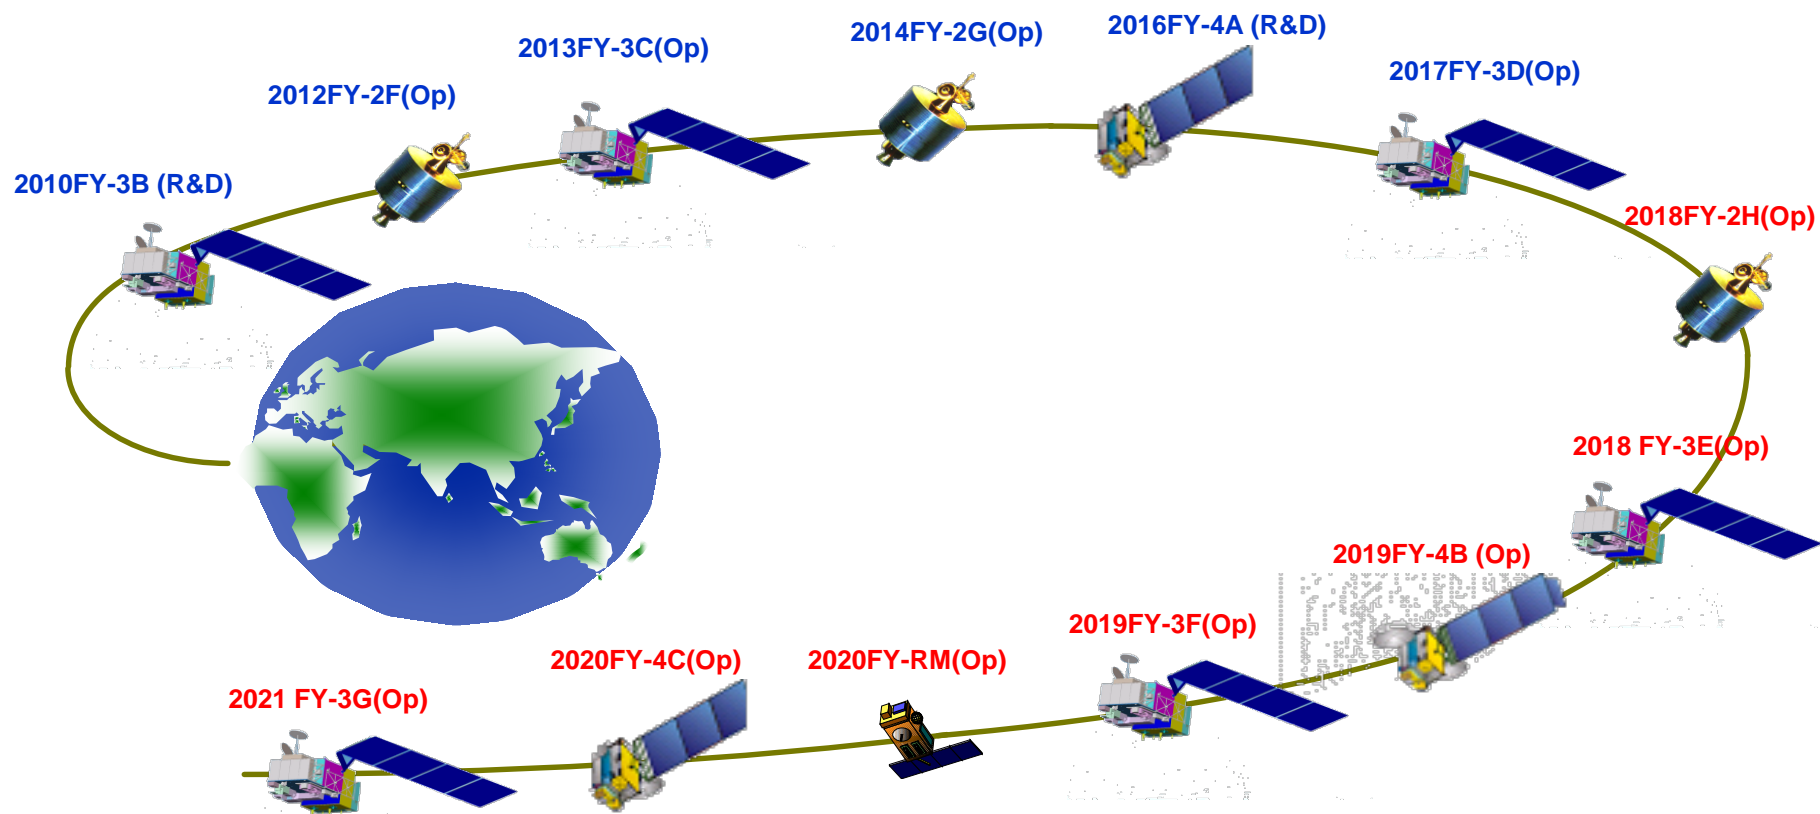 2010FY-3B (R&D)
2012FY-2F(Op)
2013FY-3C(Op)
2014FY-2G(Op)
2016FY-4A (R&D)
2017FY-3D(Op)
2018FY-2H(Op)
2018 FY-3E(Op)
2019FY-4B (Op)
2019FY-3F(Op)
2020FY-RM(Op)
2020FY-4C(Op)
2021 FY-3G(Op)